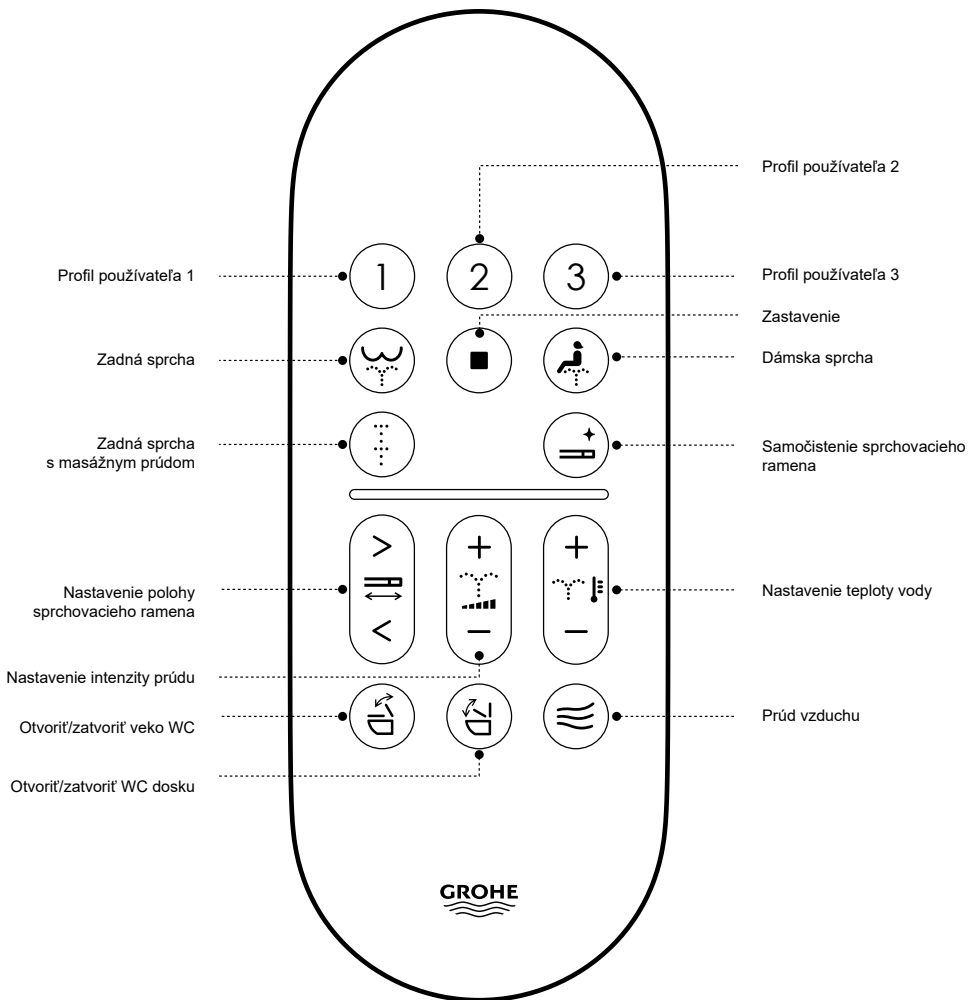 Profil používateľa 2
Profil používateľa 1
1
2
3
Profil používateľa 3
Zastavenie
Zadná sprcha
Dámska sprcha
Zadná sprcha
s masážnym prúdom
Samočistenie sprchovacieho
ramena
> + +
Nastavenie polohy
sprchovacieho ramena
Nastavenie teploty vody
< − −
Nastavenie intenzity prúdu
Otvoriť/zatvoriť veko WC
Prúd vzduchu
Otvoriť/zatvoriť WC dosku
GROHE